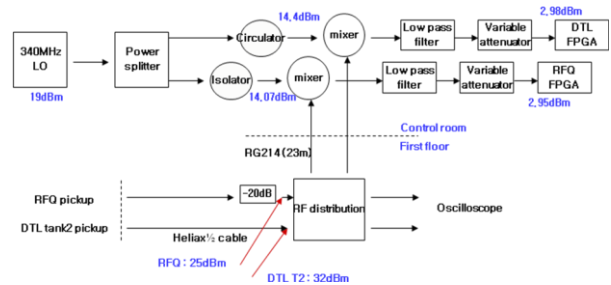 14.4dBm
2.98dBm
340MHz
LO
19dBm
Power
splitter
Circulator
mixer
Low pass
filter
Variable
attenuator
DTL
FPGA
Isolator
14.07dBm
mixer
Low pass
filter
Variable
attenuator
RFQ
FPGA
2.95dBm
Control room
First floor
RG214 (23m)
RFQ pickup
-20dB
RF distribution
Oscilloscope
DTL tank2 pickup
Heliax½ cable
RFQ : 25dBm
DTL T2 : 32dBm